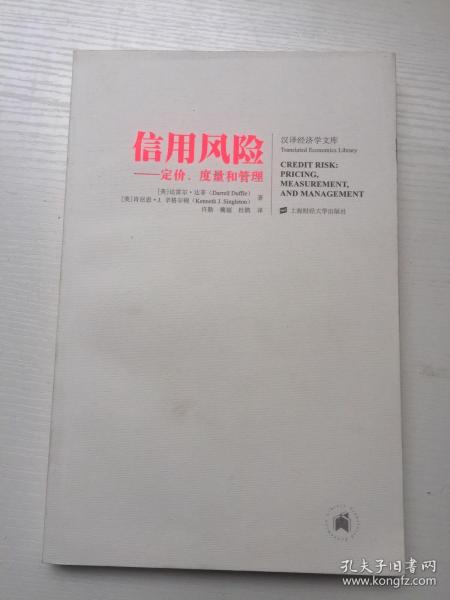 信用风险
——定价、度量和管理
[美]达雷尔·达菲（Darrell Duffie）
[美]肯尼思·J.辛格尔顿（Kenneth J. Singleton）
著
许勤 魏嶷 杜鹃 译
汉译经济学文库
Translated Economics Library
CREDIT RISK:
PRICING,
MEASUREMENT,
AND MANAGEMENT
上海财经大学出版社
孔夫子旧书网
www.kongfz.com